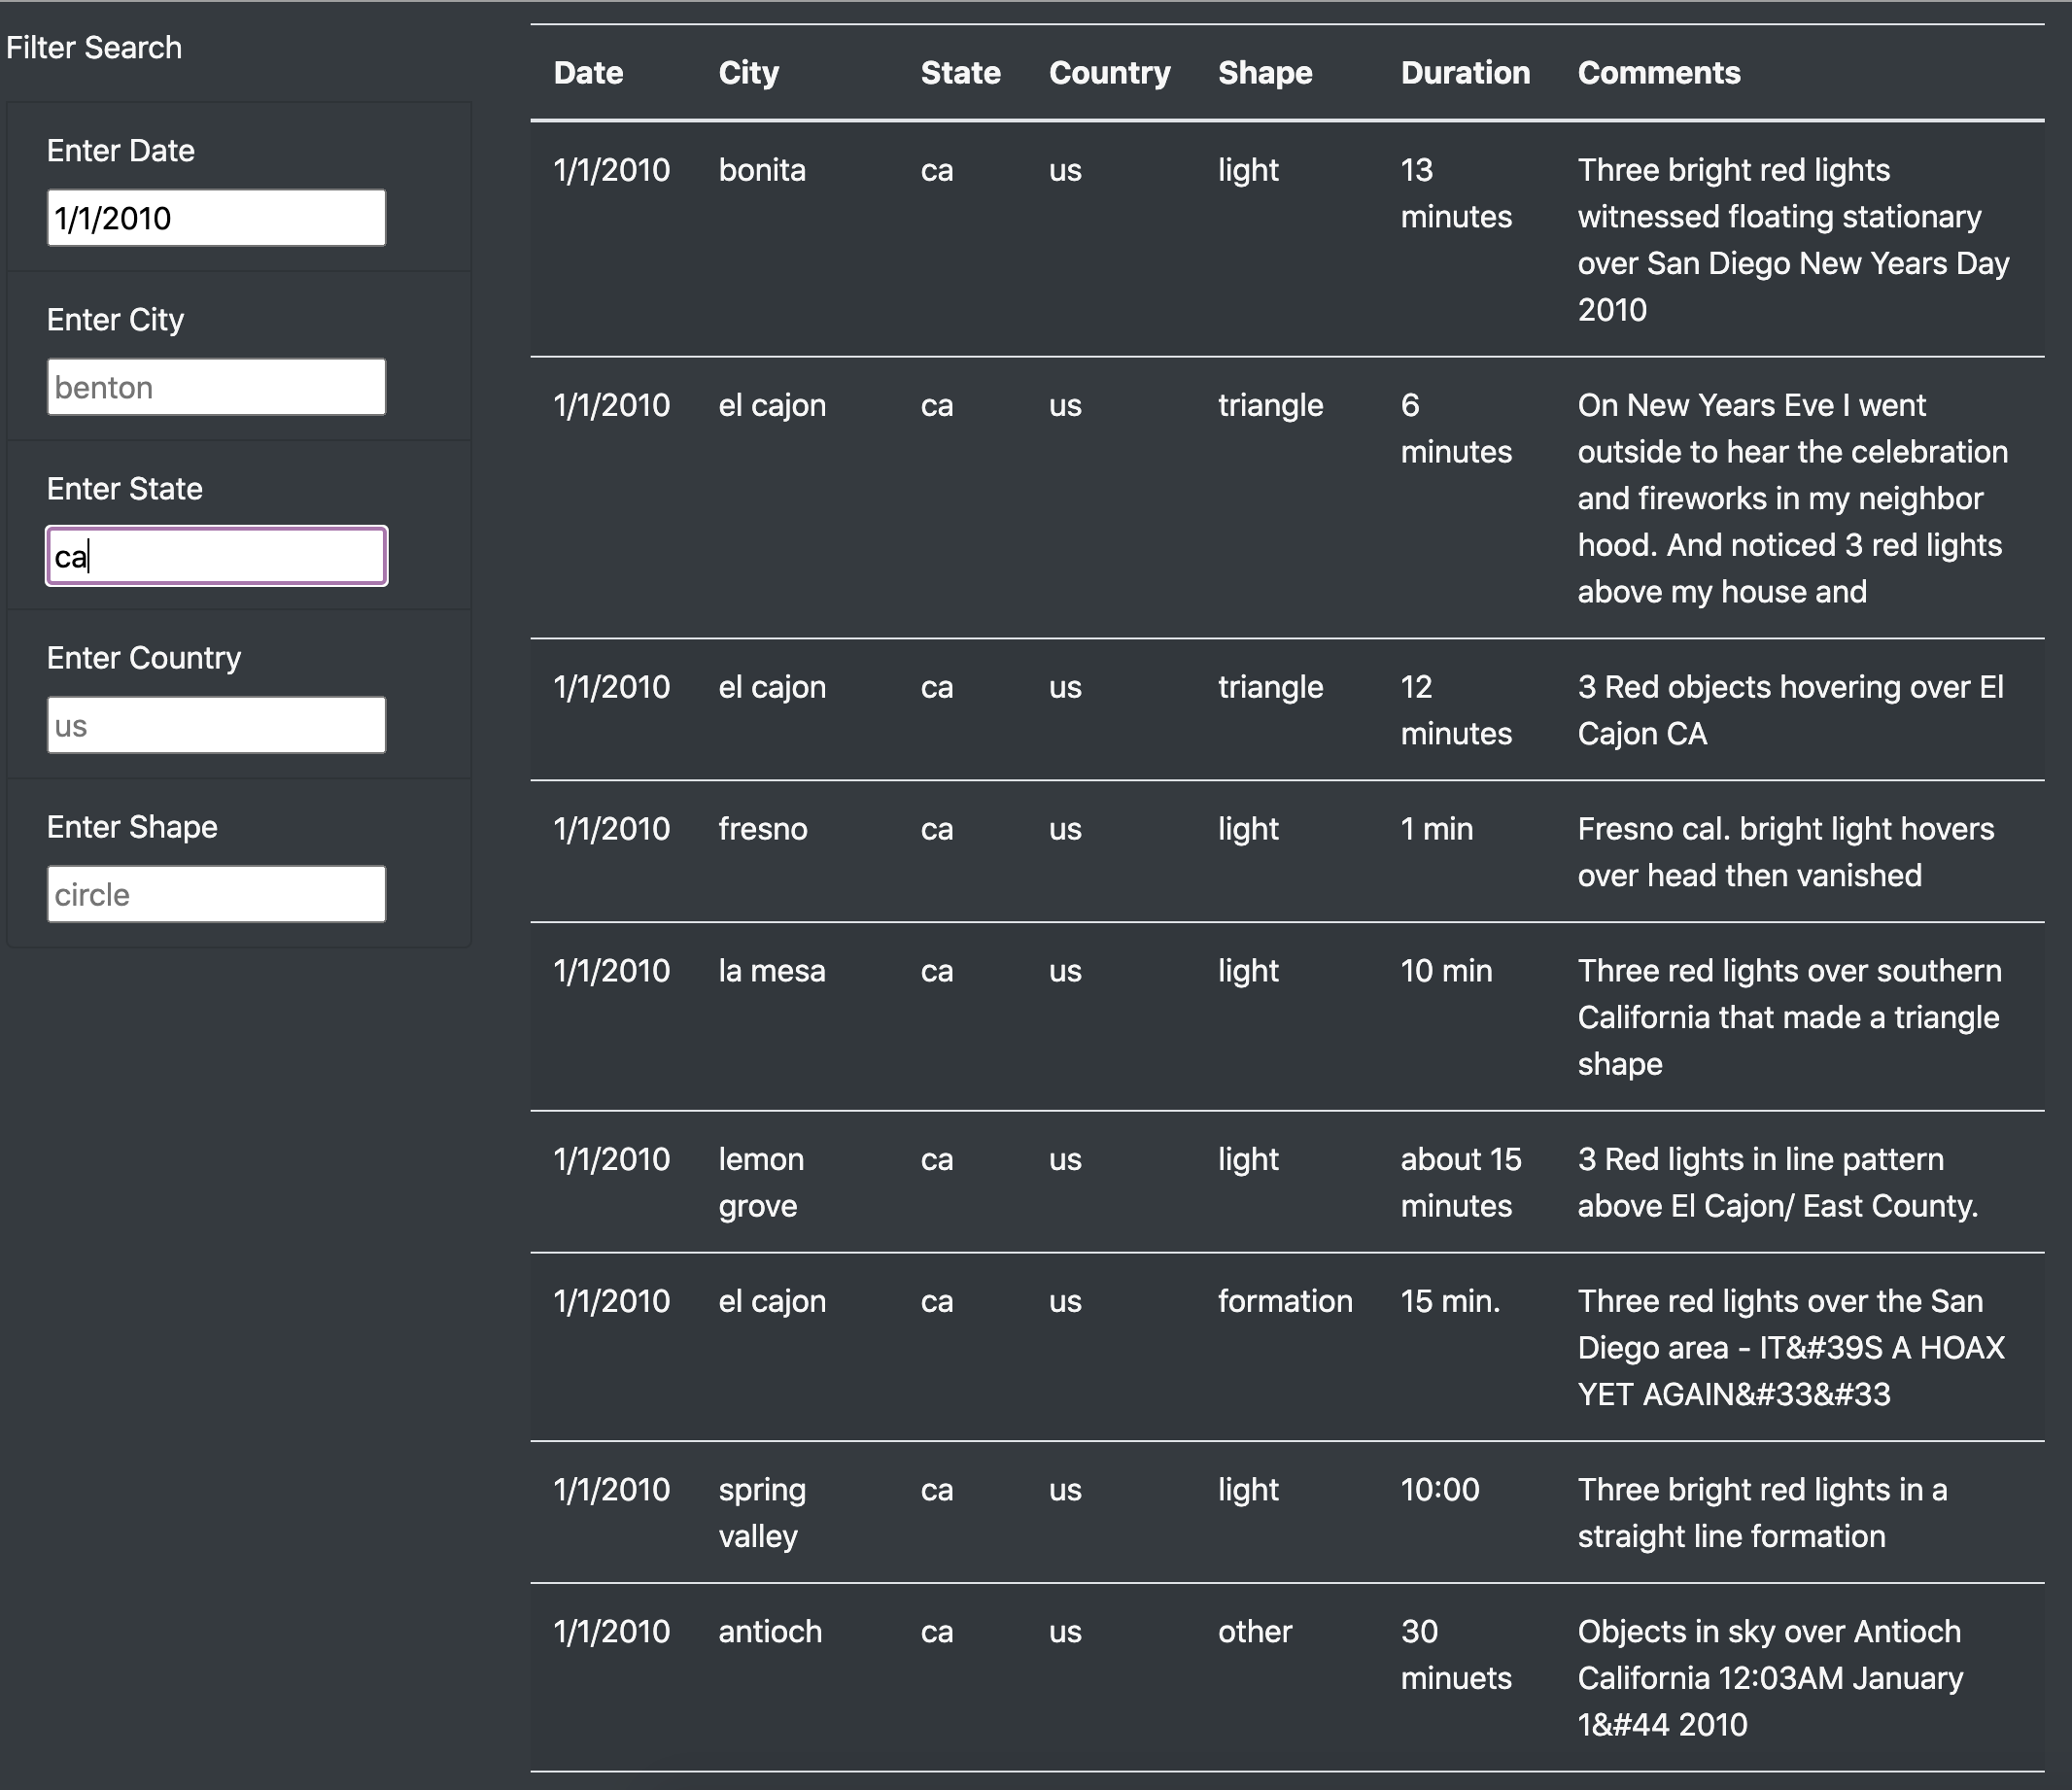 Filter Search
Enter Date
1/1/2010
Enter City
benton
Enter State
ca
Enter Country
us
Enter Shape
circle
Date City State Country Shape Duration Comments
1/1/2010 bonita ca us light 13 Three bright red lights
minutes witnessed floating stationary
over San Diego New Years Day
2010
1/1/2010 el cajon ca us triangle 6 On New Years Eve I went
minutes outside to hear the celebration
and fireworks in my neighbor
hood. And noticed 3 red lights
above my house and
1/1/2010 el cajon ca us triangle 12 3 Red objects hovering over El
minutes Cajon CA
1/1/2010 fresno ca us light 1 min Fresno cal. bright light hovers
over head then vanished
1/1/2010 la mesa ca us light 10 min Three red lights over southern
California that made a triangle
shape
1/1/2010 lemon ca us light about 15 3 Red lights in line pattern
grove minutes above El Cajon/ East County.
1/1/2010 el cajon ca us formation 15 min. Three red lights over the San
Diego area - IT&#39S A HOAX
YET AGAIN&#33&#33
1/1/2010 spring ca us light 10:00 Three bright red lights in a
valley straight line formation
1/1/2010 antioch ca us other 30 Objects in sky over Antioch
minuets California 12:03AM January
1&#44 2010